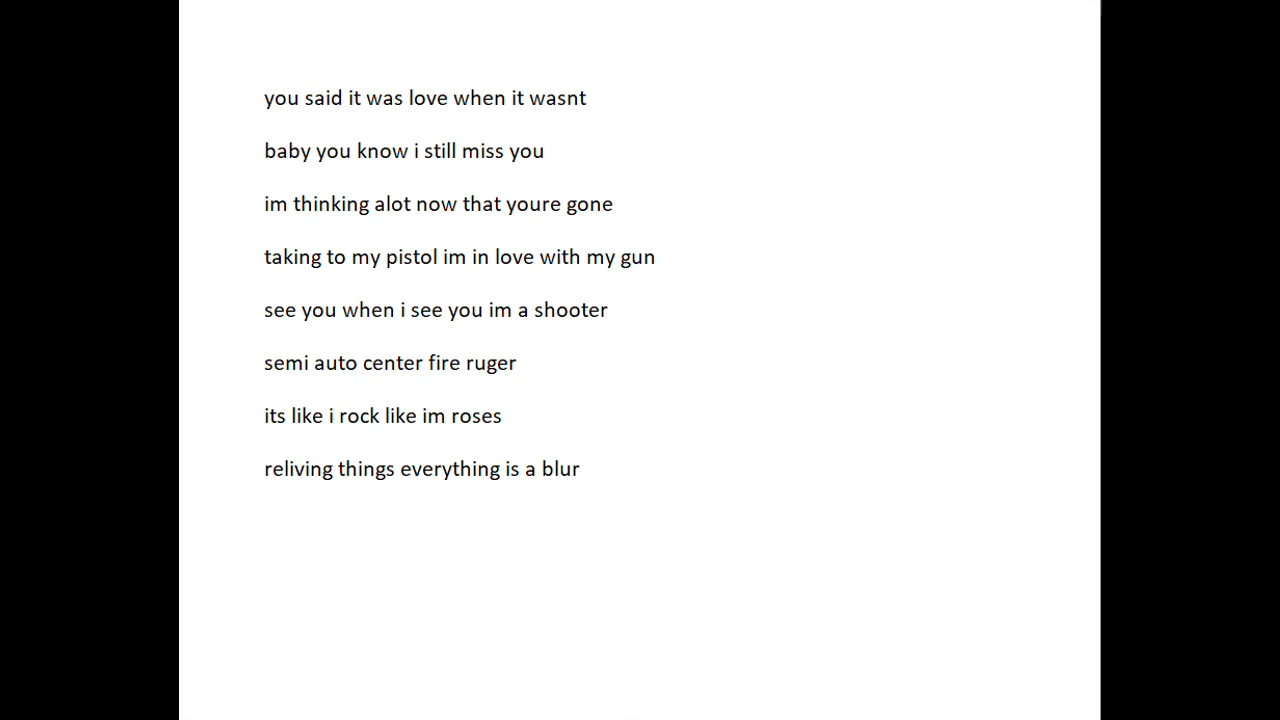 you said it was love when it wasnt
baby you know i still miss you
im thinking alot now that youre gone
taking to my pistol im in love with my gun
see you when i see you im a shooter
semi auto center fire ruger
its like i rock like im roses
reliving things everything is a blur